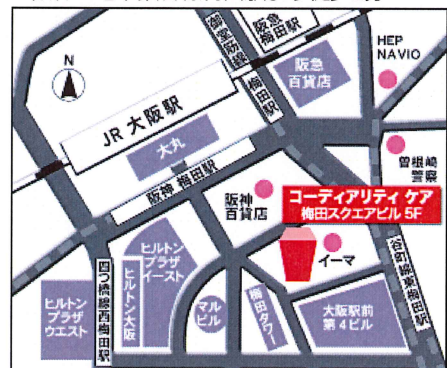 阪急
梅田駅
御堂筋線
梅田駅
HEP
NAVIO
N
阪急
百貨店
JR 大阪駅
大丸
曽根崎
警察
阪神 梅田駅
阪神
百貨店
コーディアリティ ケア
梅田スクエアビル 5F
イーマ
谷町線東梅田駅
四つ橋線西梅田駅
ヒルトン
プラザ
イースト
ヒルトン大阪
ヒルトン
プラザ
ウエスト
マル
ビル
梅田タワー
大阪駅前
第4ビル